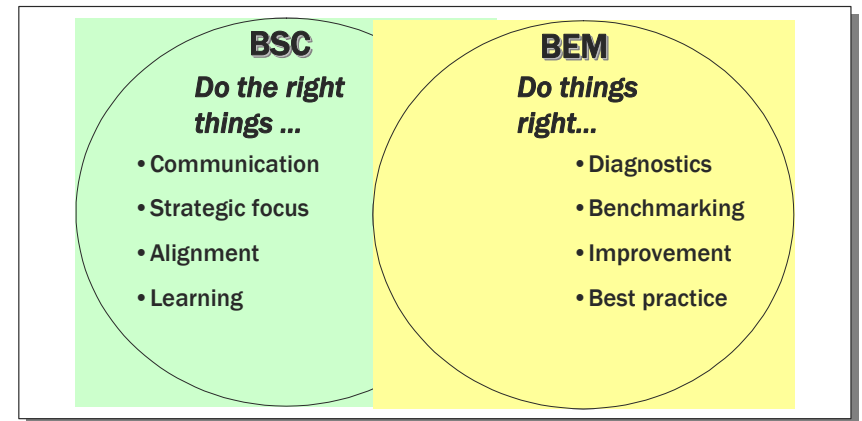 BSC
Do the right
things ...
•Communication
•Strategic focus
•Alignment
•Learning
BEM
Do things
right...
•Diagnostics
•Benchmarking
•Improvement
•Best practice